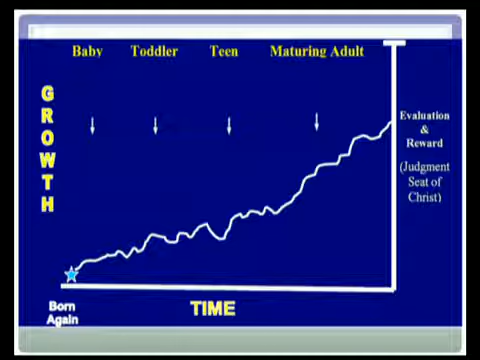 Baby Toddler Teen Maturing Adult
GROWTH
Evaluation
&
Reward
(Judgment
Seat of
Christ)
Born
Again
TIME